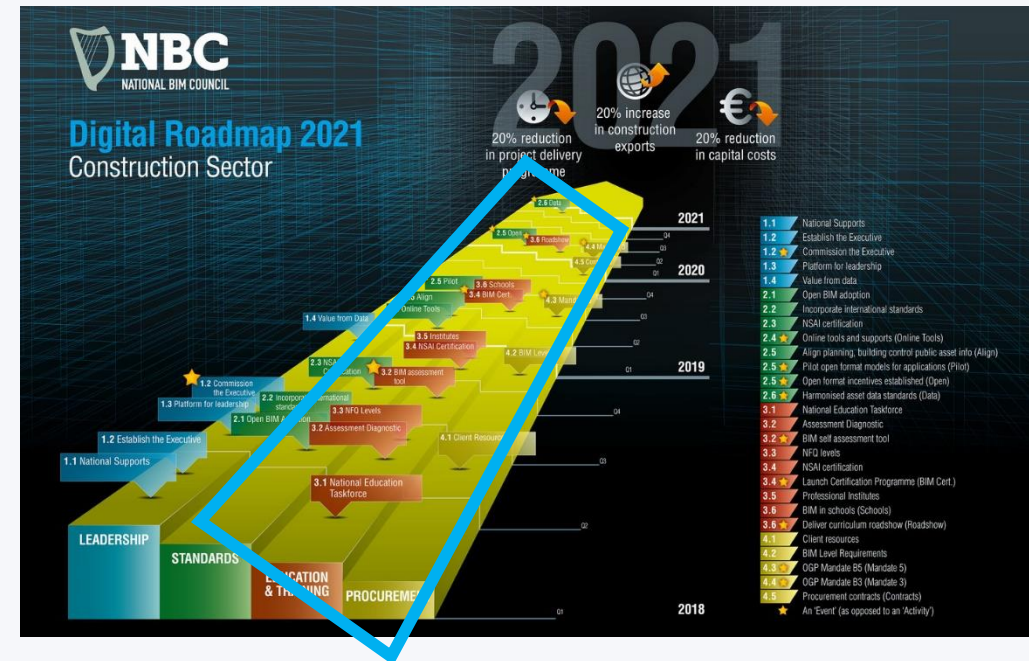 NBC
NATIONAL BIM COUNCIL
Digital Roadmap 2021
Construction Sector
2021
20% reduction
in project delivery
programme
20% increase
in construction
exports
20% reduction
in capital costs
2.6 Data
2021
2.5 Open
3.6 Roadshow
Q4
4.4
Q3
4.5
Q2
Q1
2020
2.5 Pilot
3.6 Schools
3.4 BIM Cert.
4.3
Q4
Align
Online Tools
Q3
1.4 Value from Data
3.5 Institutes
3.4 NSAI Certification
Q2
4.2 BIM Level
2.3
Q1
2019
3.2 BIM assessment
tool
1.2 Commission
the Executive
1.3 Platform for leadership
2.2
2.1 Open BIM
3.3 NFQ Levels
Q4
3.2 Assessment Diagnostic
1.2 Establish the Executive
4.1 Client
1.1 National Supports
Q3
3.1 National Education
Taskforce
Q2
LEADERSHIP
STANDARDS
& TRAINING
Q1
2018
1.1 National Supports
1.2 Establish the Executive
1.2 Commission the Executive
1.3 Platform for leadership
1.4 Value from data
2.1 Open BIM adoption
2.2 Incorporate international standards
2.3 NSAI certification
2.4 Online tools and supports (Online Tools)
2.5 Align planning, building control public asset info (Align)
2.5 Pilot open format models for applications (Pilot)
2.5 Open format incentives established (Open)
2.6 Harmonised asset data standards (Data)
3.1 National Education Taskforce
3.2 Assessment Diagnostic
3.2 BIM self assessment tool
3.3 NFQ levels
3.4 NSAI certification
3.4 Launch Certification Programme (BIM Cert.)
3.5 Professional Institutes
3.6 BIM in schools (Schools)
3.6 Deliver curriculum roadshow (Roadshow)
4.1 Client resources
4.2 BIM Level Requirements
4.3 OGP Mandate B5 (Mandate 5)
4.4 OGP Mandate B3 (Mandate 3)
4.5 Procurement contracts (Contracts)
An 'Event' (as opposed to an 'Activity')